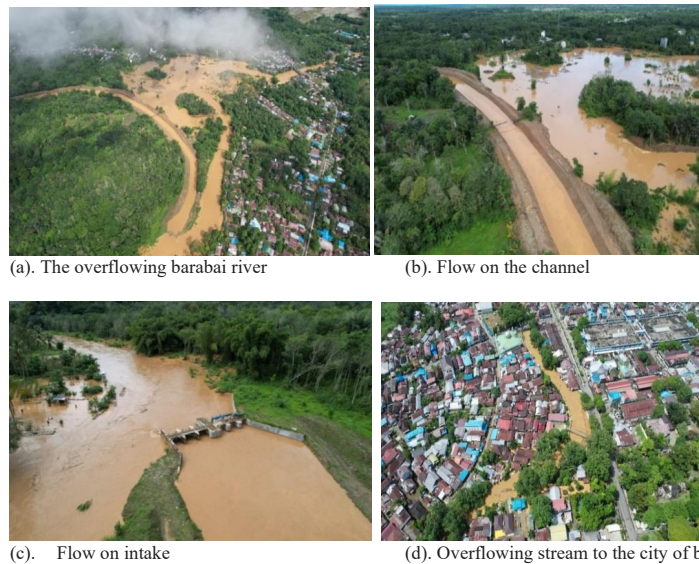 (a). The overflowing barabai river
(b). Flow on the channel
(c). Flow on intake
(d). Overflowing stream to the city of b